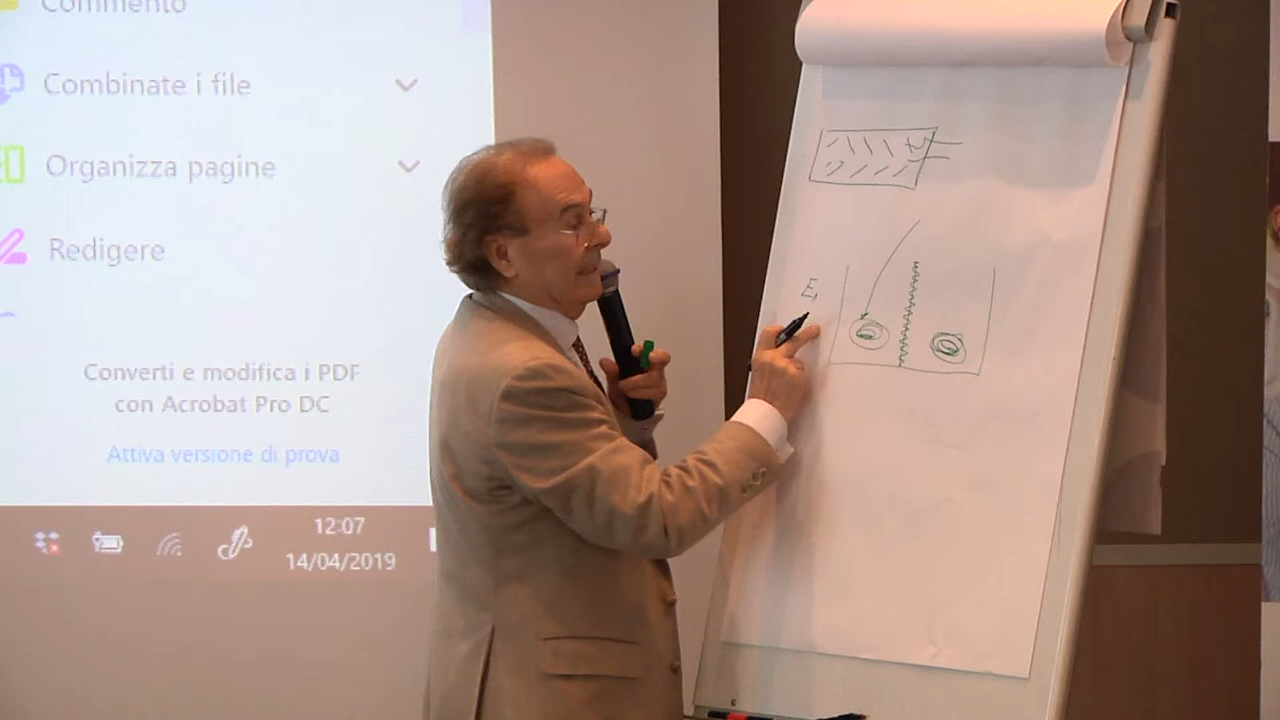 Commento
Combinate i file
Organizza pagine
Redigere
Converti e modifica i PDF
con Acrobat Pro DC
Attiva versione di prova
12:07
14/04/2019